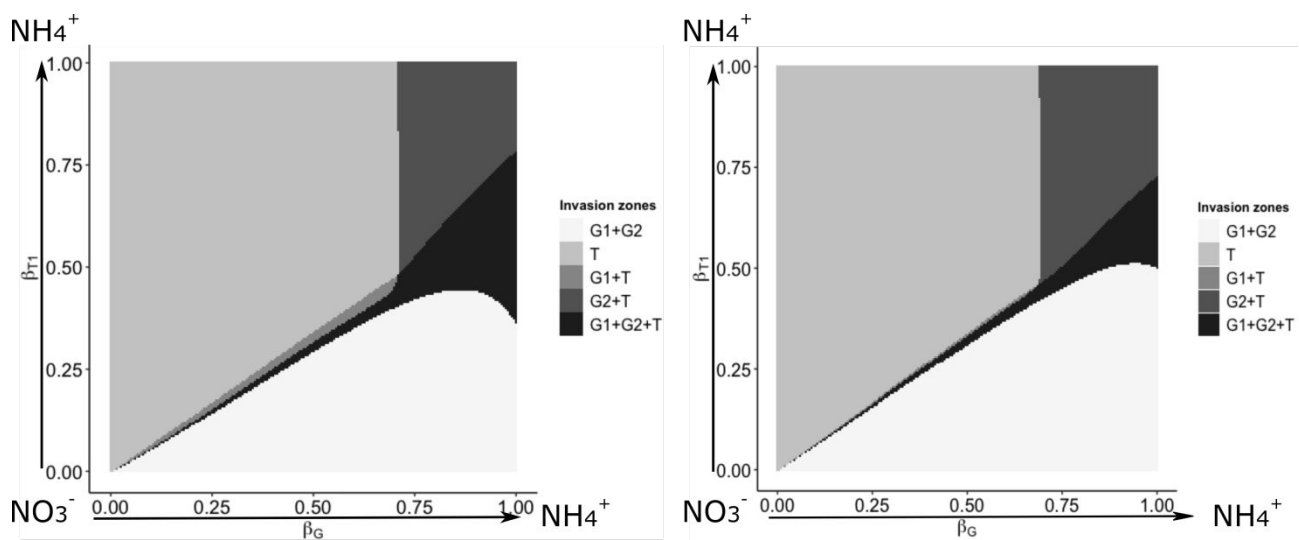 NH4+
1.00
0.75
0.50
0.25
0.00
βT1
0.00 0.25 0.50 0.75 1.00
βG
NO3-
NH4+
Invasion zones
G1+G2
T
G1+T
G2+T
G1+G2+T
NH4+
1.00
0.75
0.50
0.25
0.00
βT1
0.00 0.25 0.50 0.75 1.00
βG
NO3-
NH4+
Invasion zones
G1+G2
T
G1+T
G2+T
G1+G2+T